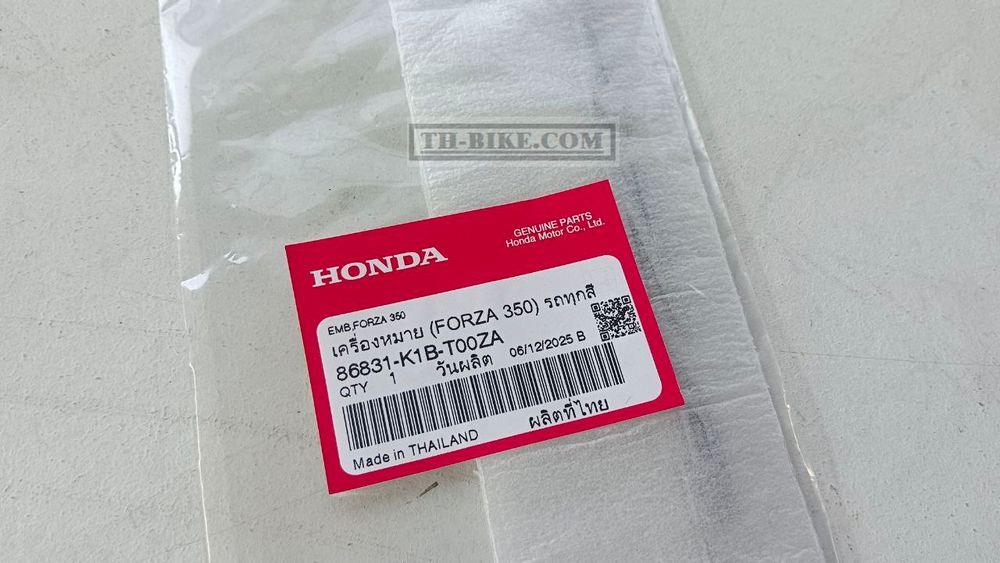 TH-BIKE.COM
HONDA
GENUINE PARTS
Honda Motor Co., Ltd.
EMB,FORZA 350
เครื่องหมาย (FORZA 350) รถทุกสี
86831-K1B-T00ZA
QTY 1 วันผลิต 06/12/2025 B
Made in THAILAND ผลิตที่ไทย